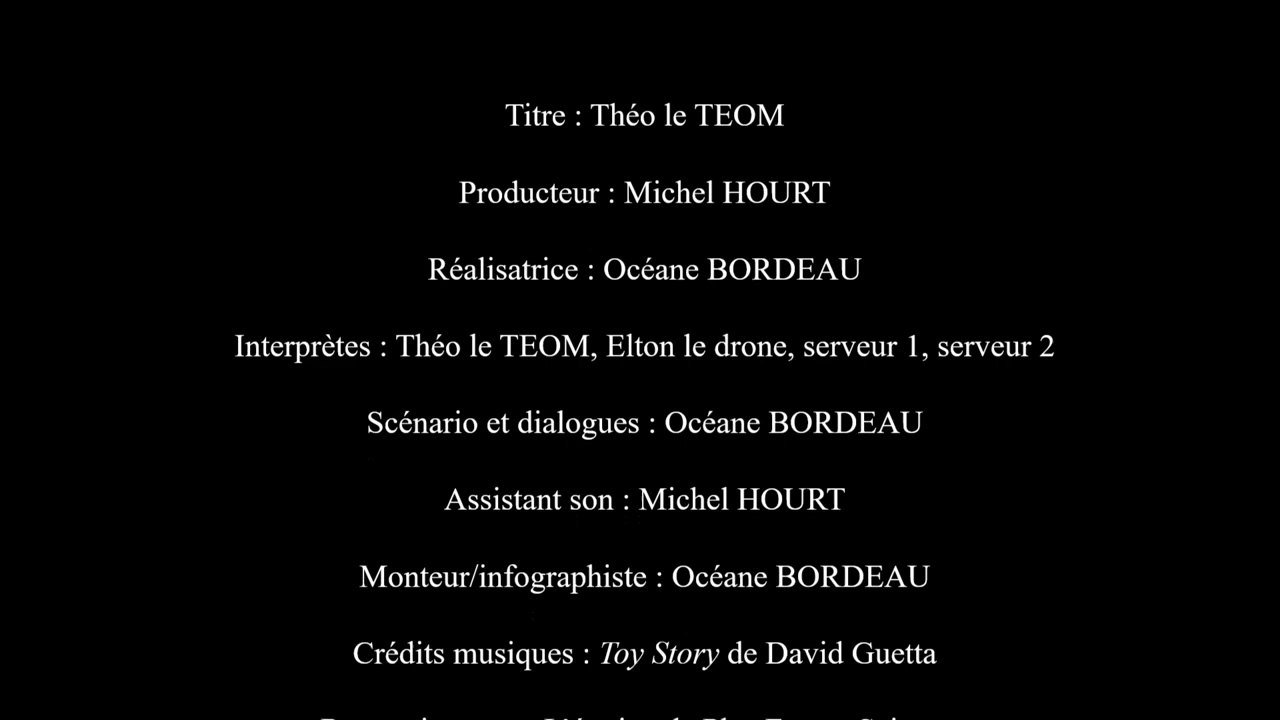 Titre : Théo le TEOM
Producteur : Michel HOURT
Réalisatrice : Océane BORDEAU
Interprètes : Théo le TEOM, Elton le drone, serveur 1, serveur 2
Scénario et dialogues : Océane BORDEAU
Assistant son : Michel HOURT
Monteur/infographiste : Océane BORDEAU
Crédits musiques : Toy Story de David Guetta